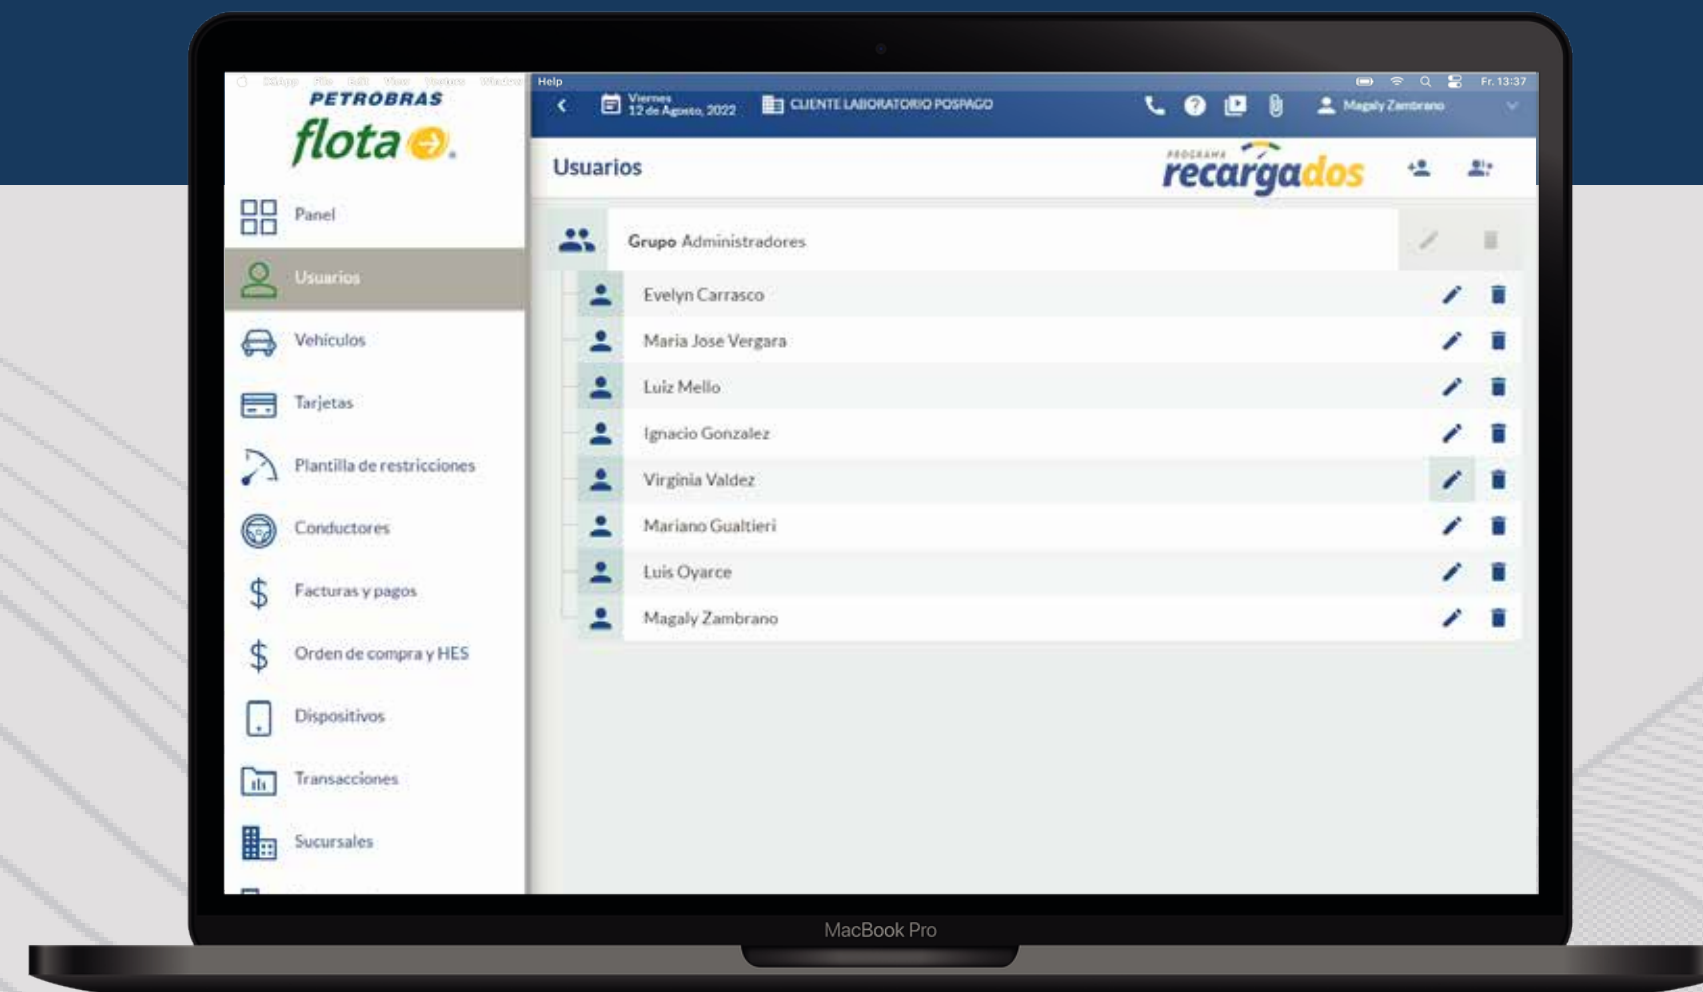 Help
Fr. 13:37
PETROBRAS
flota
Viernes
12 de Agosto, 2022
CLIENTE LABORATORIO POSPAGO
Magaly Zambrano
Usuarios
PROGRAMA
recargados
Panel
Usuarios
Vehículos
Tarjetas
Plantilla de restricciones
Conductores
Facturas y pagos
Orden de compra y HES
Dispositivos
Transacciones
Sucursales
Grupo Administradores
Evelyn Carrasco
Maria Jose Vergara
Luiz Mello
Ignacio Gonzalez
Virginia Valdez
Mariano Gualtieri
Luis Oyarce
Magaly Zambrano
MacBook Pro